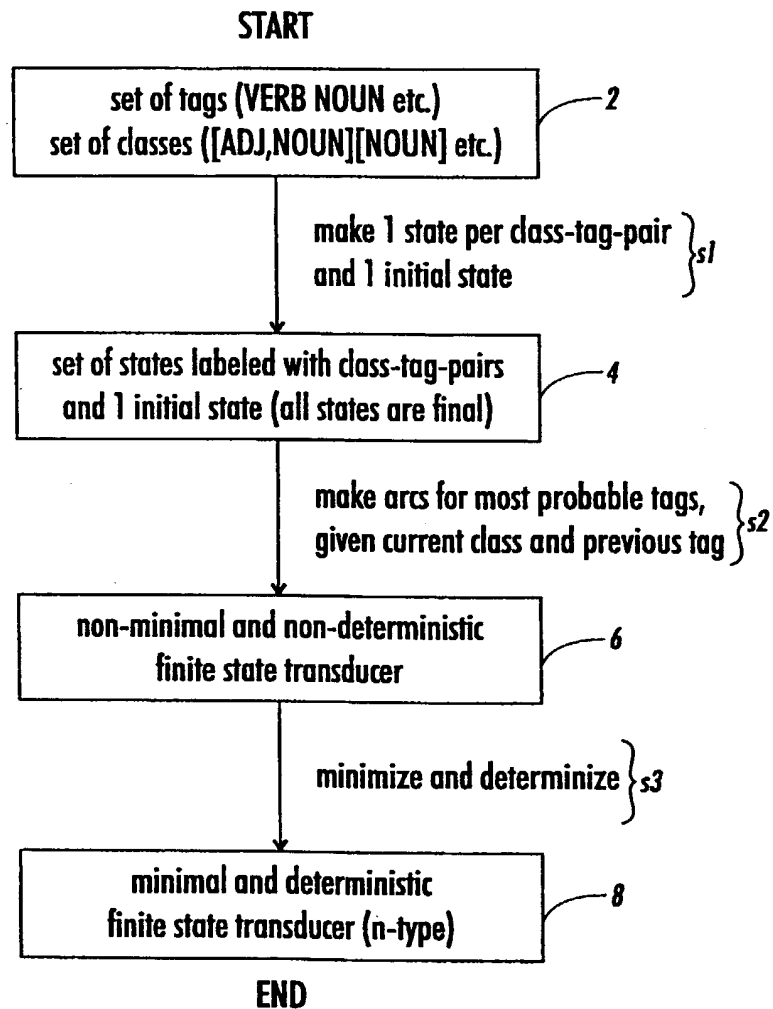 START
set of tags (VERB NOUN etc.)
set of classes ([ADJ,NOUN][NOUN] etc.)
2
make 1 state per class-tag-pair
and 1 initial state
s1
set of states labeled with class-tag-pairs
and 1 initial state (all states are final)
4
make arcs for most probable tags,
given current class and previous tag
s2
non-minimal and non-deterministic
finite state transducer
6
minimize and determinize
s3
minimal and deterministic
finite state transducer (n-type)
8
END